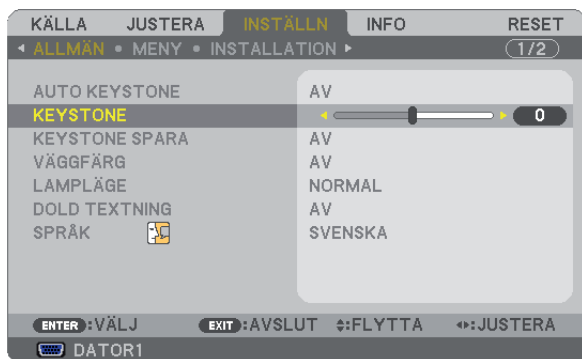 KÄLLA JUSTERA INSTÄLLN INFO RESET
ALLMÄN • MENY • INSTALLATION 1/2
AUTO KEYSTONE AV
KEYSTONE 0
KEYSTONE SPARA AV
VÄGGFÄRG AV
LAMPLÄGE NORMAL
DOLD TEXTNING AV
SPRÅK SVENSKA
ENTER :VÄLJ EXIT :AVSLUT :FLYTTA :JUSTERA
DATOR1